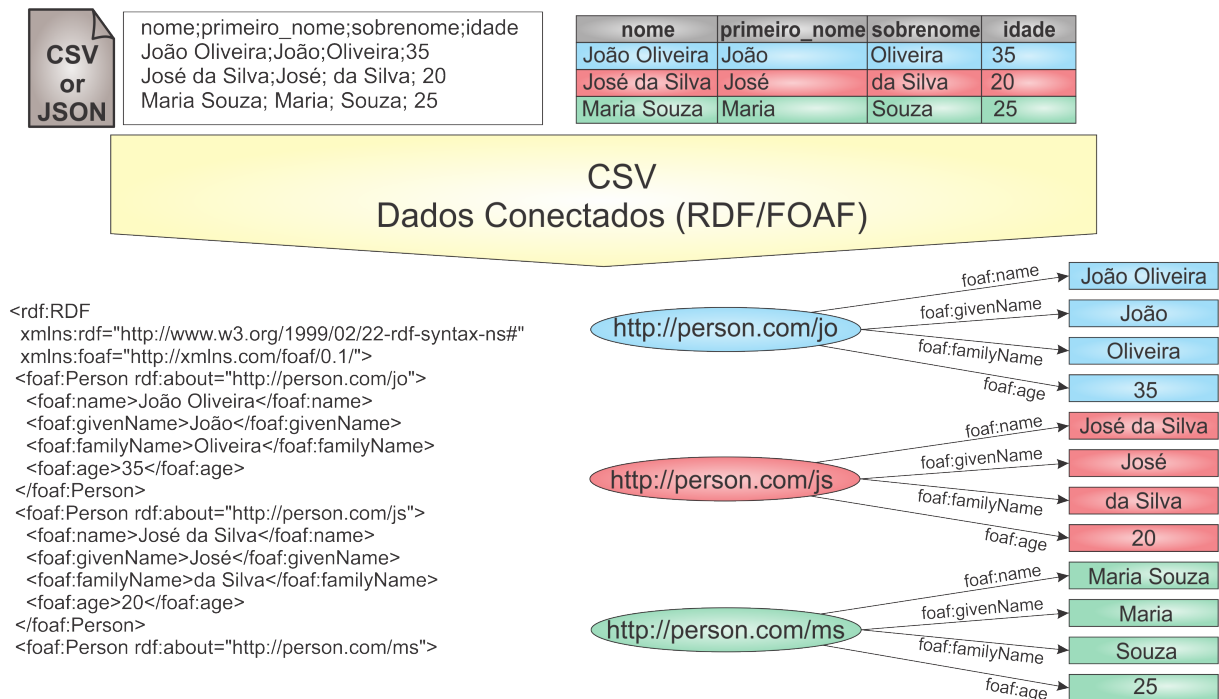 CSV
or
JSON
nome;primeiro_nome;sobrenome;idade
João Oliveira;João;Oliveira;35
José da Silva;José; da Silva; 20
Maria Souza; Maria; Souza; 25
nome primeiro_nome sobrenome idade
João Oliveira João Oliveira 35
José da Silva José da Silva 20
Maria Souza Maria Souza 25
CSV
Dados Conectados (RDF/FOAF)
<rdf:RDF
xmlns:rdf="http://www.w3.org/1999/02/22-rdf-syntax-ns#"
xmlns:foaf="http://xmlns.com/foaf/0.1/">
<foaf:Person rdf:about="http://person.com/jo">
<foaf:name>João Oliveira</foaf:name>
<foaf:givenName>João</foaf:givenName>
<foaf:familyName>Oliveira</foaf:familyName>
<foaf:age>35</foaf:age>
</foaf:Person>
<foaf:Person rdf:about="http://person.com/js">
<foaf:name>José da Silva</foaf:name>
<foaf:givenName>José</foaf:givenName>
<foaf:familyName>da Silva</foaf:familyName>
<foaf:age>20</foaf:age>
</foaf:Person>
<foaf:Person rdf:about="http://person.com/ms">
http://person.com/jo
foaf:name
João Oliveira
foaf:givenName
João
foaf:familyName
Oliveira
foaf:age
35
http://person.com/js
foaf:name
José da Silva
foaf:givenName
José
foaf:familyName
da Silva
foaf:age
20
http://person.com/ms
foaf:name
Maria Souza
foaf:givenName
Maria
foaf:familyName
Souza
foaf:age
25